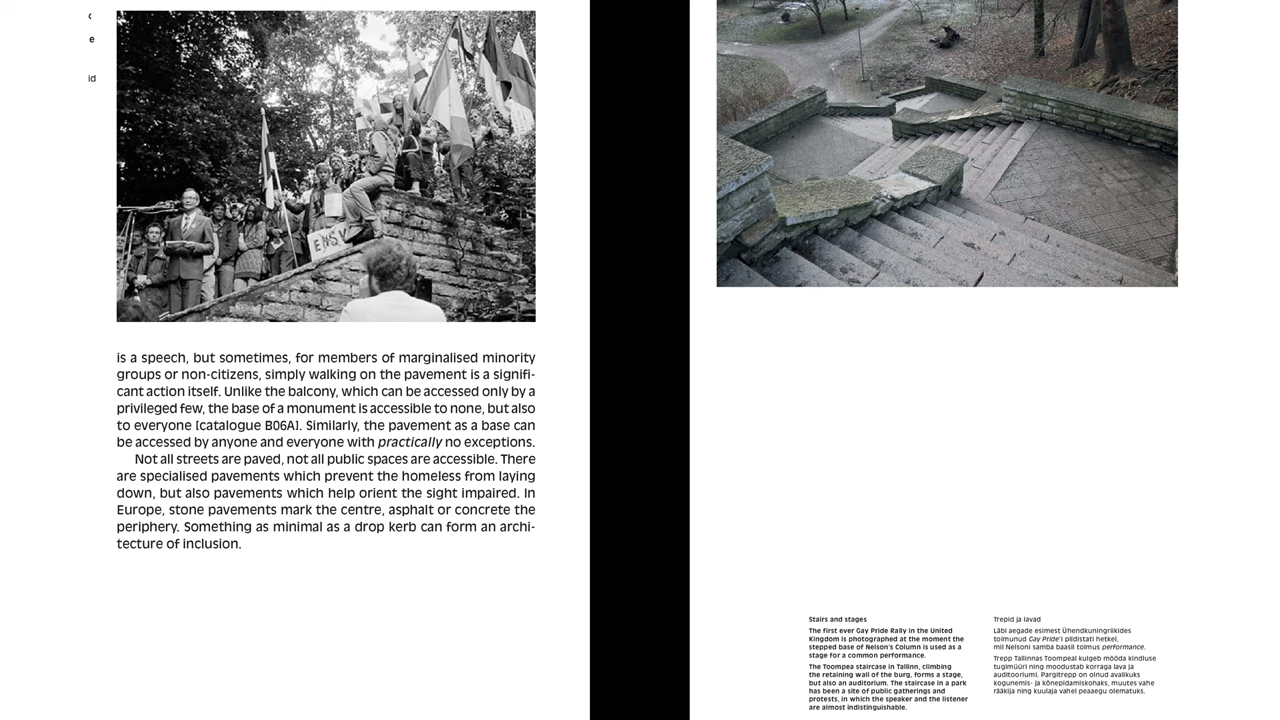 e
id
ENSV
is a speech, but sometimes, for members of marginalised minority
groups or non-citizens, simply walking on the pavement is a signifi-
cant action itself. Unlike the balcony, which can be accessed only by a
privileged few, the base of a monument is accessible to none, but also
to everyone [catalogue B06A]. Similarly, the pavement as a base can
be accessed by anyone and everyone with practically no exceptions.
Not all streets are paved, not all public spaces are accessible. There
are specialised pavements which prevent the homeless from laying
down, but also pavements which help orient the sight impaired. In
Europe, stone pavements mark the centre, asphalt or concrete the
periphery. Something as minimal as a drop kerb can form an archi-
tecture of inclusion.
Stairs and stages
The first ever Gay Pride Rally in the United
Kingdom is photographed at the moment the
stepped base of Nelson's Column is used as a
stage for a common performance.
The Toompea staircase in Tallinn, climbing
the retaining wall of the burg, forms a stage,
but also an auditorium. The staircase in a park
has been a site of public gatherings and
protests, in which the speaker and the listener
are almost indistinguishable.
Trepid ja lavad
Läbi aegade esimest Ühendkuningriikides
toimunud Gay Pride'i pildistati hetkel,
mil Nelsoni samba baasil toimus performance.
Trepp Tallinnas Toompeal kulgeb mööda kindluse
tugimüüri ning moodustab korraga lava ja
auditooriumi. Pargitrepp on olnud avalikuks
kogunemis- ja kõnepidamiskohaks, muutes vahe
rääkija ning kuulaja vahel peaaegu olematuks.